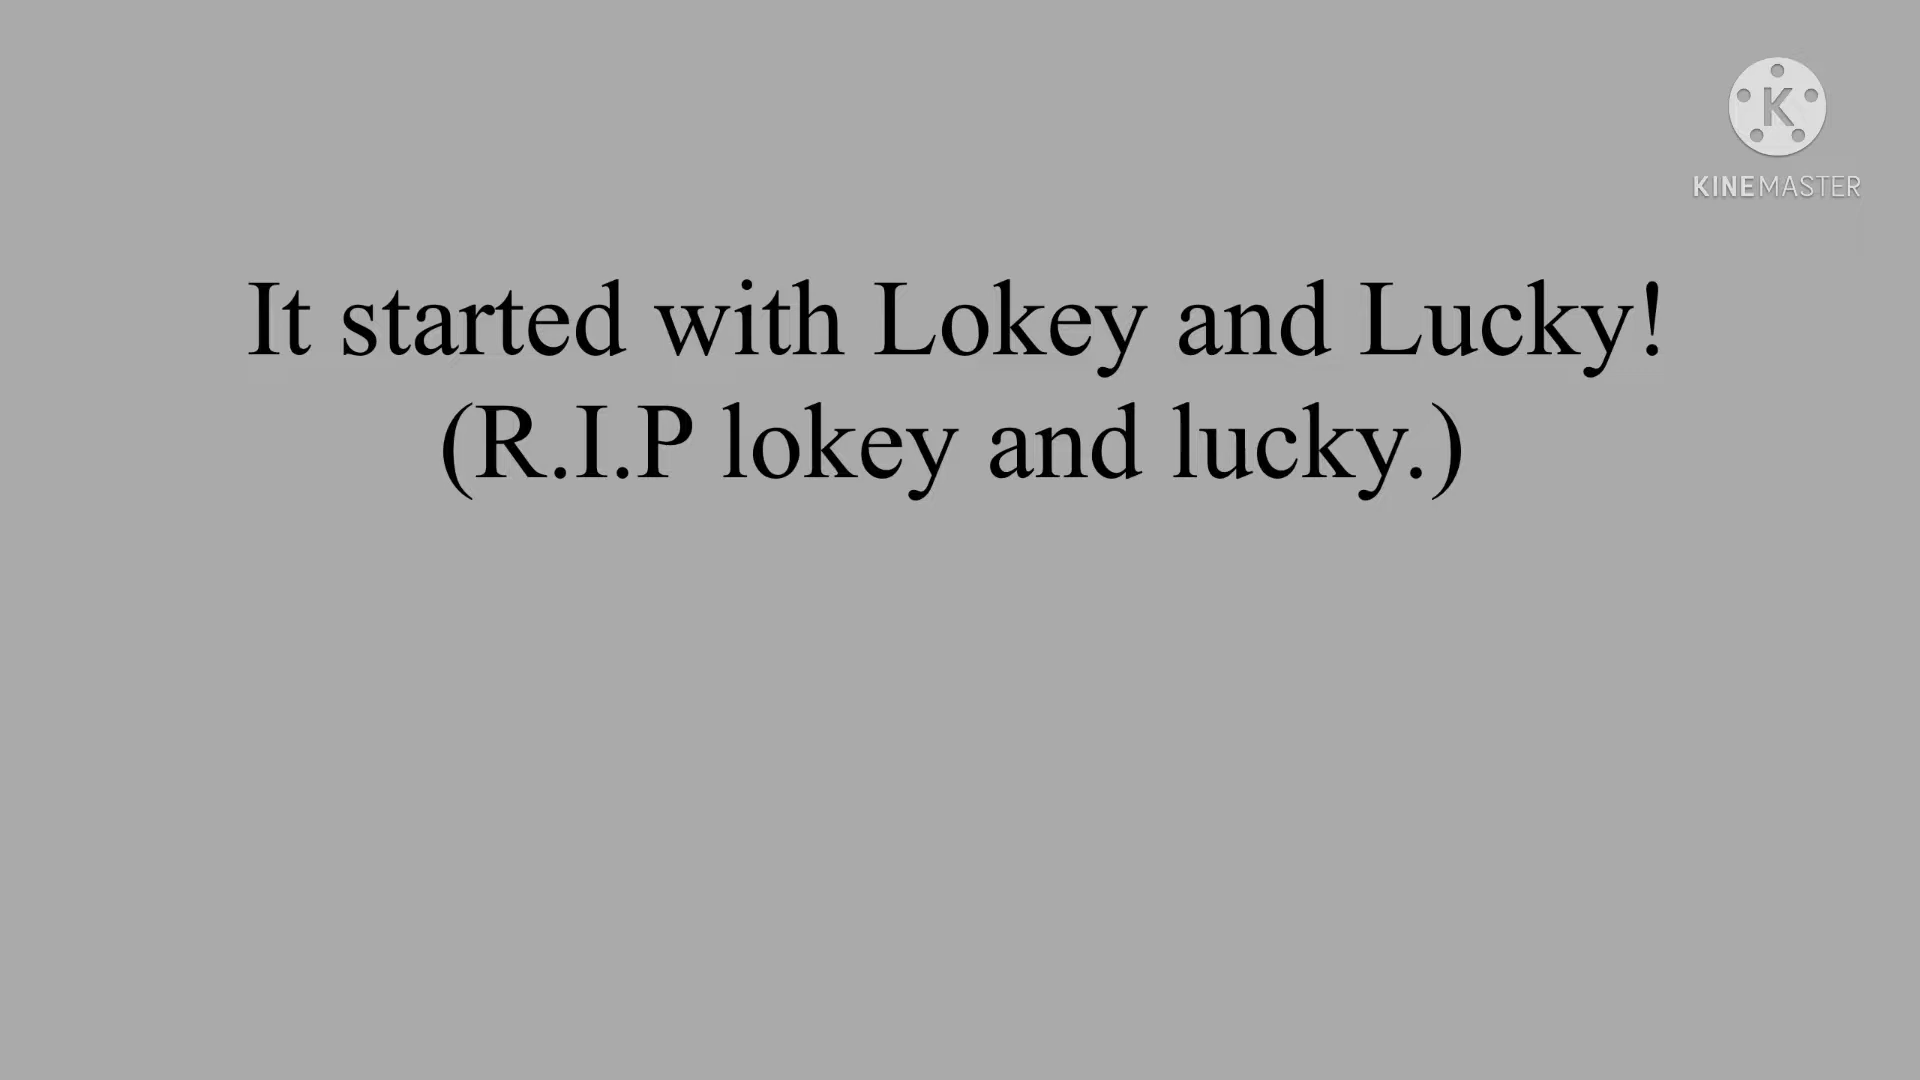 K
KINEMASTER
It started with Lokey and Lucky!
(R.I.P lokey and lucky.)